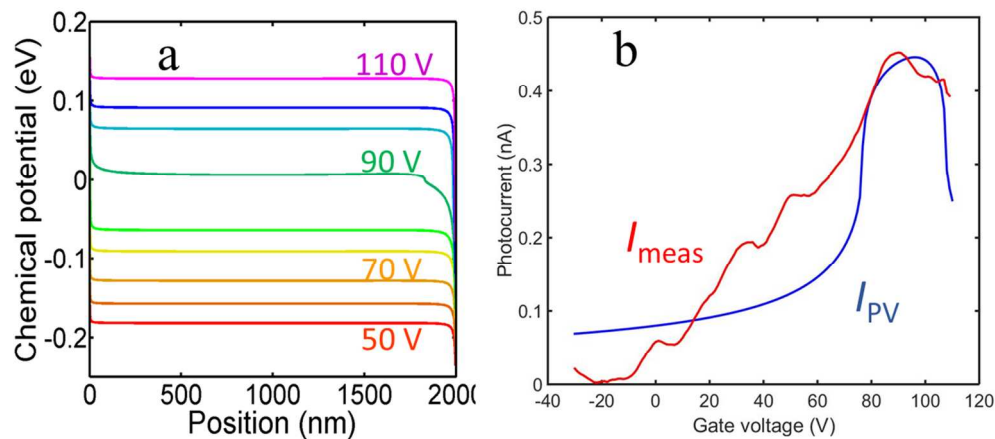 a
Chemical potential (eV)
0.2
0.1
0
-0.1
-0.2
110 V
90 V
70 V
50 V
0
500
1000
1500
2000
Position (nm)
b
Photocurrent (nA)
0.5
0.4
0.3
0.2
0.1
0
Imeas
IPV
-40
-20
0
20
40
60
80
100
120
Gate voltage (V)